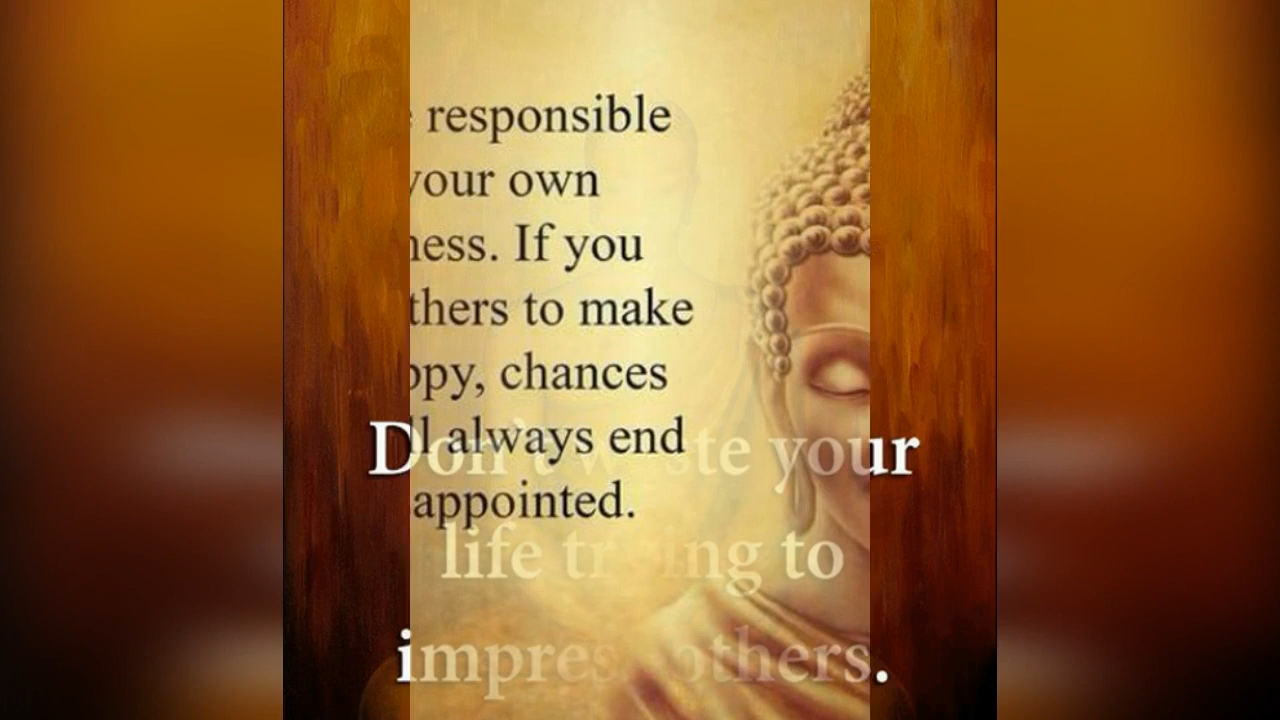 responsible
your own
ness. If you
thers to make
ppy, chances
ll always end
appointed.
Don't waste your
life trying to
impress others.